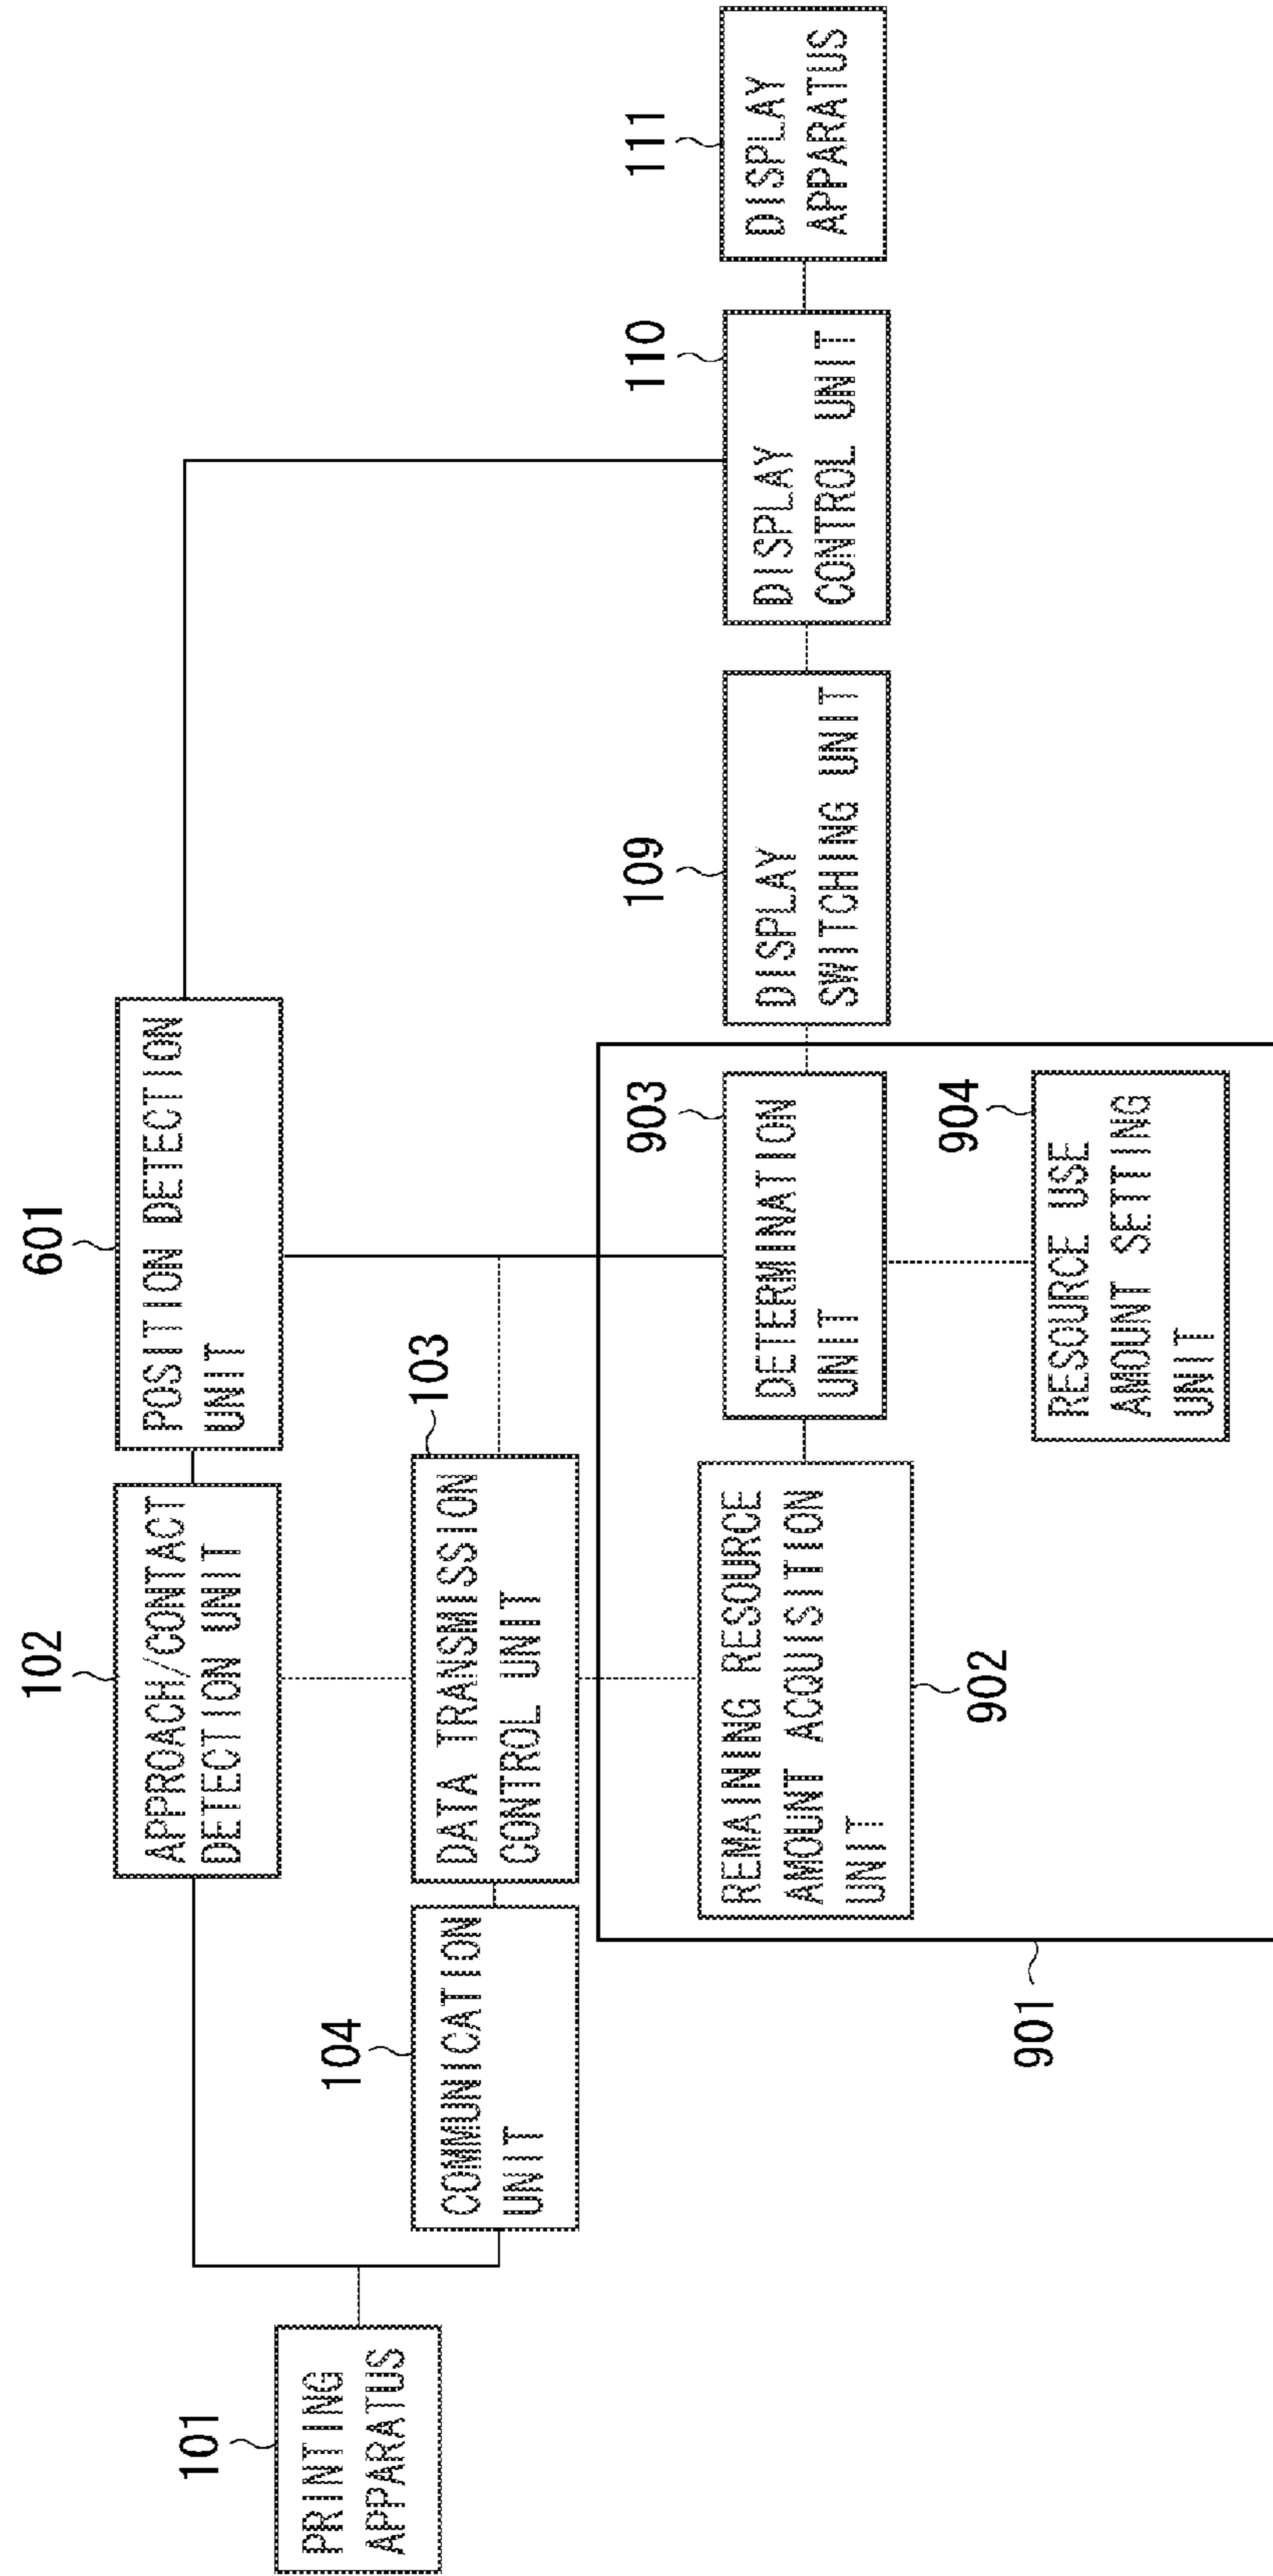 101
PRINTING
APPARATUS
102
APPROACH/CONTACT
DETECTION UNIT
601
POSITION DETECTION
UNIT
104
COMMUNICATION
UNIT
103
DATA TRANSMISSION
CONTROL UNIT
901
902
REMAINING RESOURCE
AMOUNT ACQUISITION
UNIT
903
DETERMINATION
UNIT
904
RESOURCE USE
AMOUNT SETTING
UNIT
109
DISPLAY
SWITCHING UNIT
110
DISPLAY
CONTROL UNIT
111
DISPLAY
APPARATUS